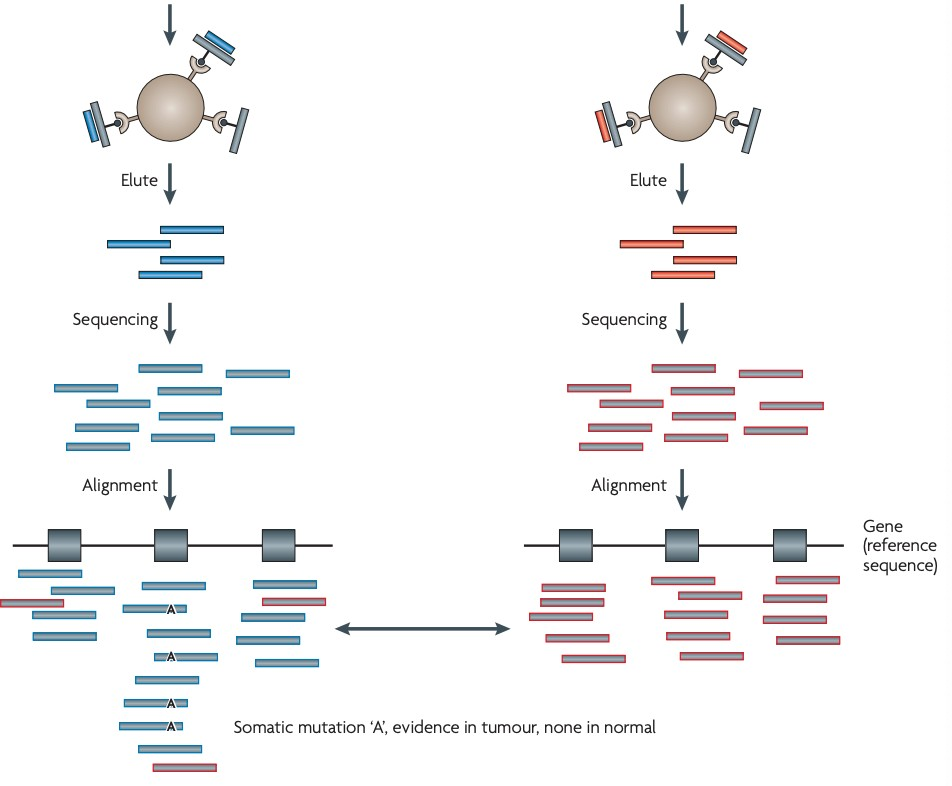 Elute
Elute
Sequencing
Sequencing
Alignment
Alignment
Gene
(reference
sequence)
A
A
A
A
Somatic mutation ‘A’, evidence in tumour, none in normal